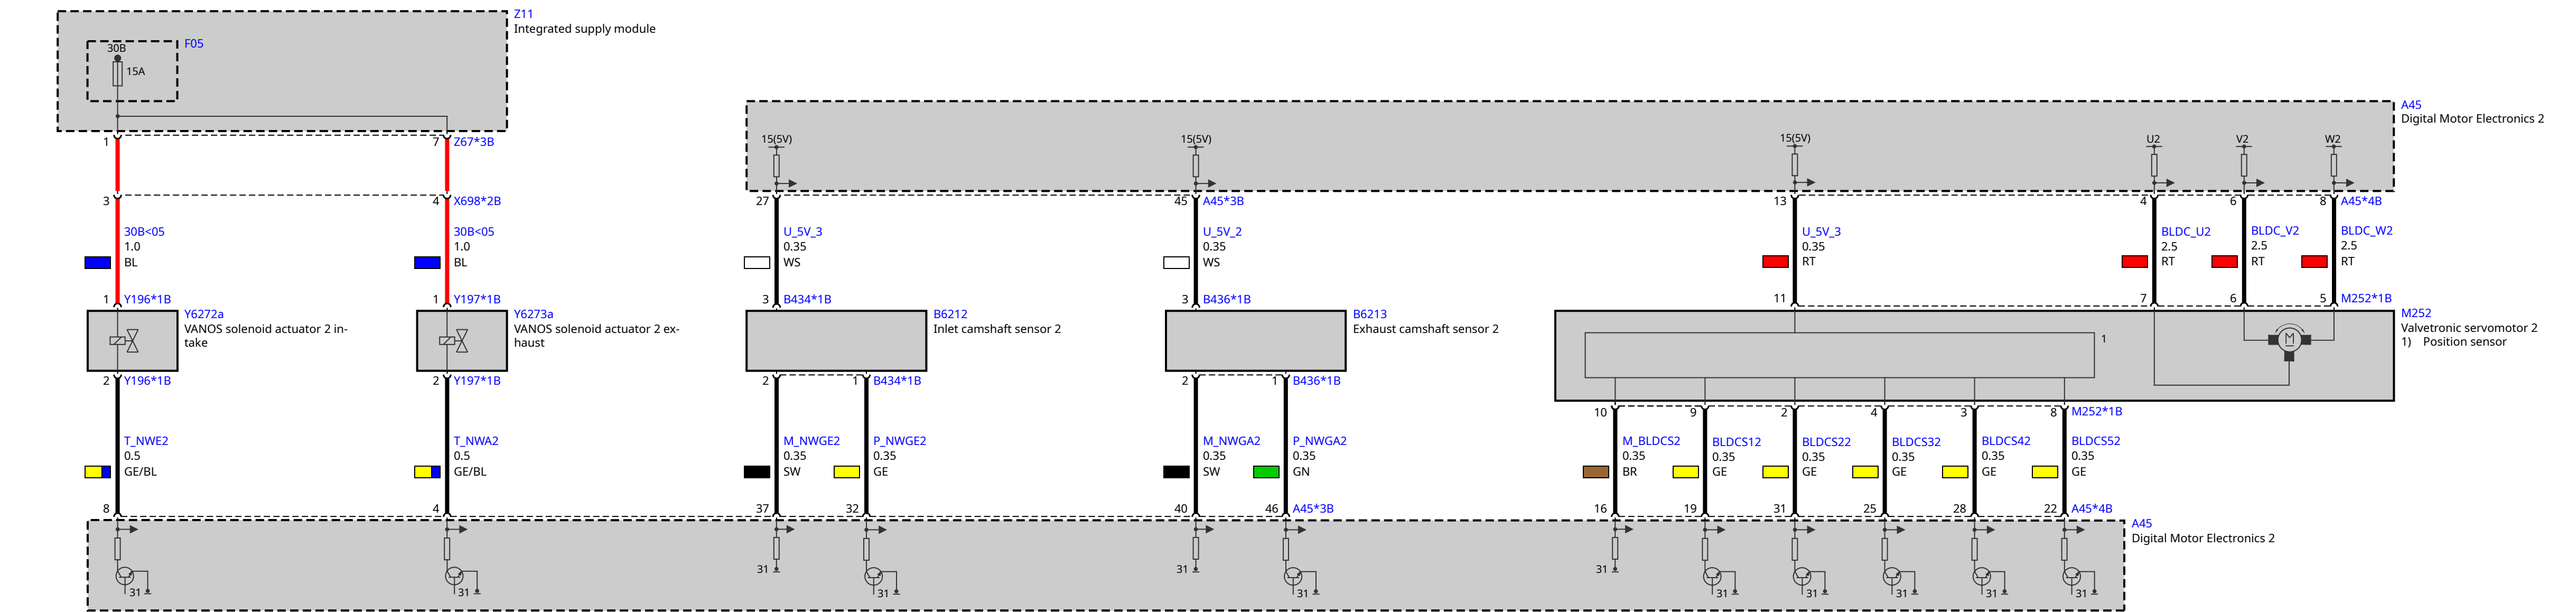 Z11
Integrated supply module
F05
30B
15A
1
7
Z67*3B
3
4
X698*2B
30B<05
1.0
BL
30B<05
1.0
BL
1
Y196*1B
1
Y197*1B
Y6272a
VANOS solenoid actuator 2 in-
take
Y6273a
VANOS solenoid actuator 2 ex-
haust
2
Y196*1B
2
Y197*1B
T_NWE2
0.5
GE/BL
T_NWA2
0.5
GE/BL
8
4
31
31
A45
Digital Motor Electronics 2
15(5V)
15(5V)
15(5V)
U2
V2
W2
27
45
A45*3B
13
4
6
8
A45*4B
U_5V_3
0.35
WS
U_5V_2
0.35
WS
U_5V_3
0.35
RT
BLDC_U2
2.5
RT
BLDC_V2
2.5
RT
BLDC_W2
2.5
RT
3
B434*1B
3
B436*1B
11
7
6
5
M252*1B
B6212
Inlet camshaft sensor 2
B6213
Exhaust camshaft sensor 2
M252
Valvetronic servomotor 2
1) Position sensor
1
M
2
1
B434*1B
2
1
B436*1B
10
9
2
4
3
8
M252*1B
M_NWGE2
0.35
SW
P_NWGE2
0.35
GE
M_NWGA2
0.35
SW
P_NWGA2
0.35
GN
M_BLDCS2
0.35
BR
BLDCS12
0.35
GE
BLDCS22
0.35
GE
BLDCS32
0.35
GE
BLDCS42
0.35
GE
BLDCS52
0.35
GE
37
32
40
46
A45*3B
16
19
31
25
28
22
A45*4B
A45
Digital Motor Electronics 2
31
31
31
31
31
31
31
31
31
31